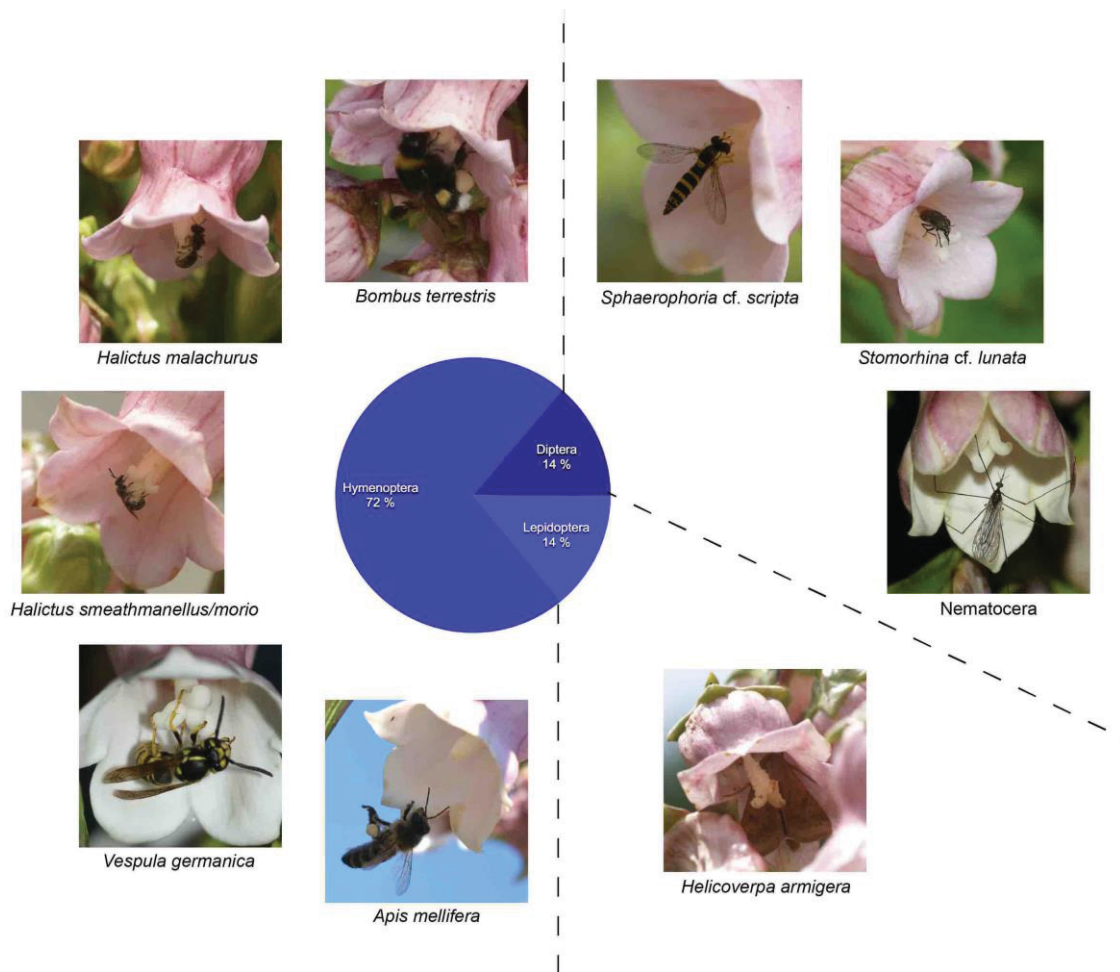 Bombus terrestris
Sphaerophoria cf. scripta
Halictus malachurus
Stomorhina cf. lunata
Diptera
14 %
Hymenoptera
72 %
Lepidoptera
14 %
Halictus smeathmanellus/morio
Nematocera
Vespula germanica
Helicoverpa armigera
Apis mellifera